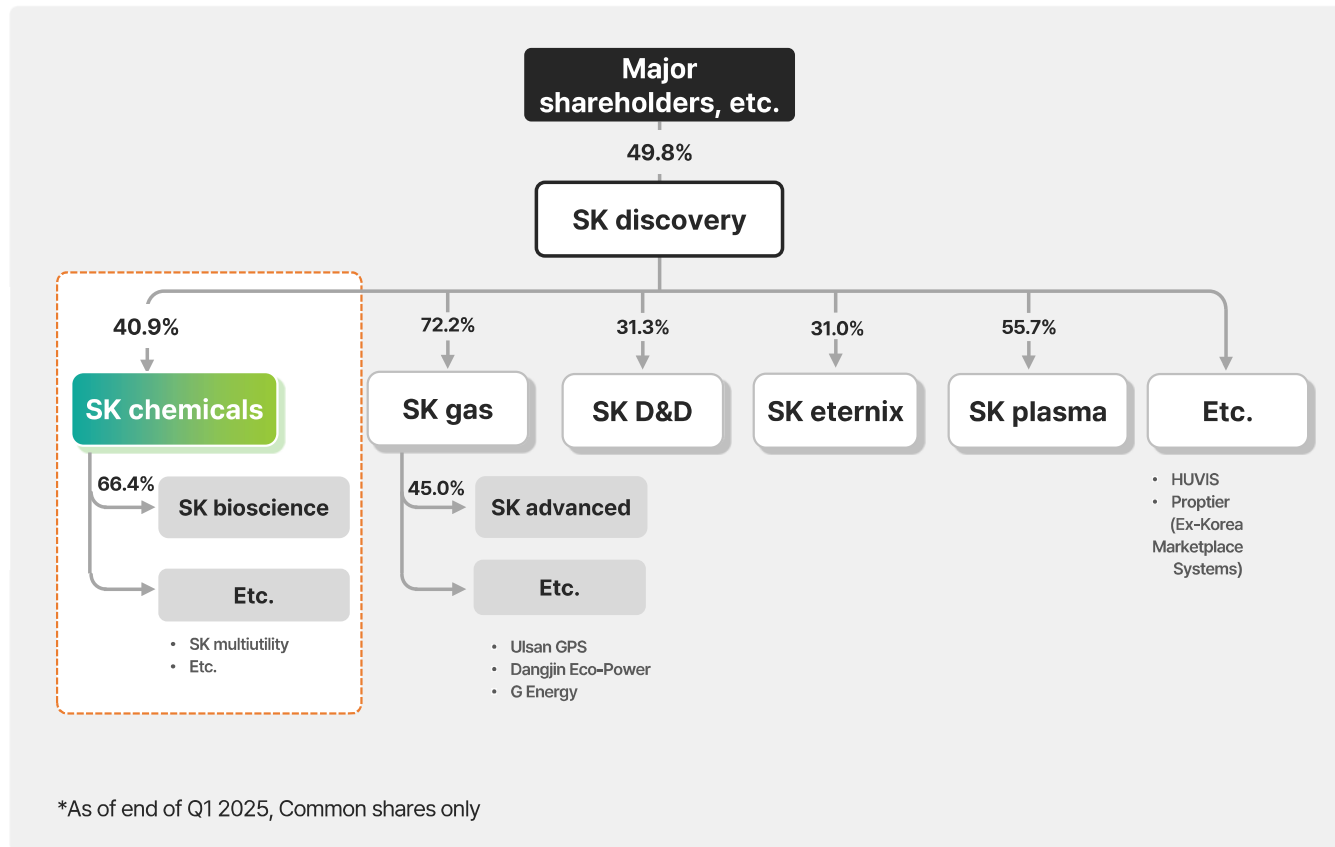 Major
shareholders, etc.
49.8%
SK discovery
40.9%
72.2%
31.3%
31.0%
55.7%
SK chemicals
SK gas
SK D&D
SK eternix
SK plasma
Etc.
66.4%
SK bioscience
Etc.
• SK multiutility
• Etc.
45.0%
SK advanced
Etc.
• Ulsan GPS
• Dangjin Eco-Power
• G Energy
• HUVIS
• Proptier
(Ex-Korea
Marketplace
Systems)
*As of end of Q1 2025, Common shares only